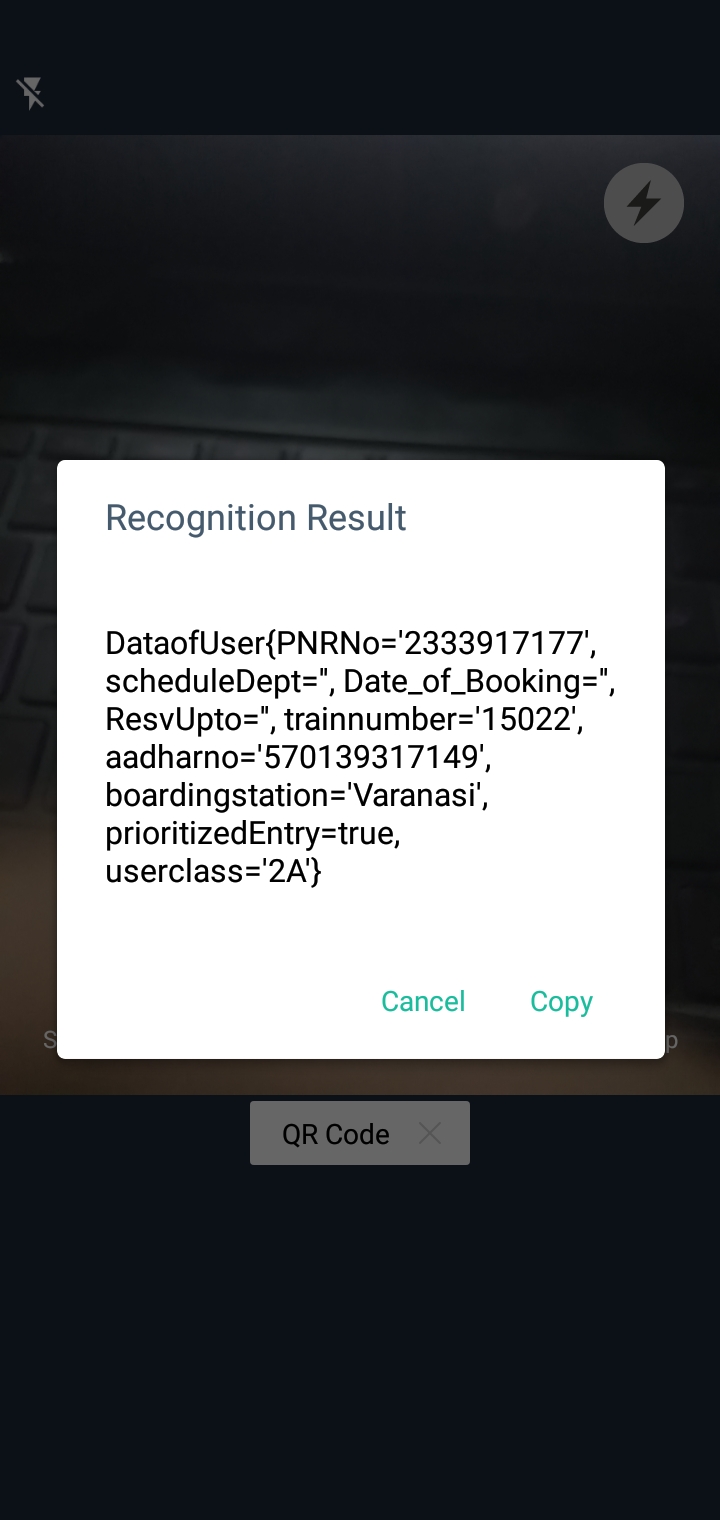 Recognition Result
DataofUser{PNRNo='2333917177',
scheduleDept='', Date_of_Booking='',
ResvUpto='', trainnumber='15022',
aadharno='570139317149',
boardingstation='Varanasi',
prioritizedEntry=true,
userclass='2A'}
Cancel Copy
QR Code